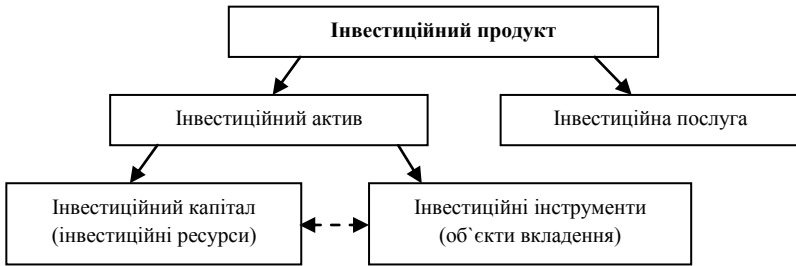 Інвестиційний продукт
Інвестиційний актив
Інвестиційна послуга
Інвестиційний капітал
(інвестиційні ресурси)
Інвестиційні інструменти
(об`єкти вкладення)